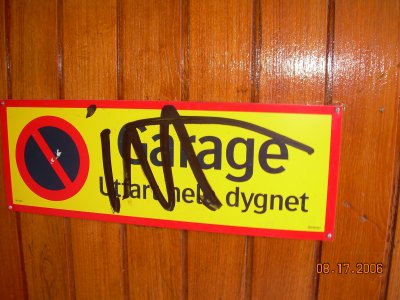 Garage
Utfart hela dygnet
08.17.2006